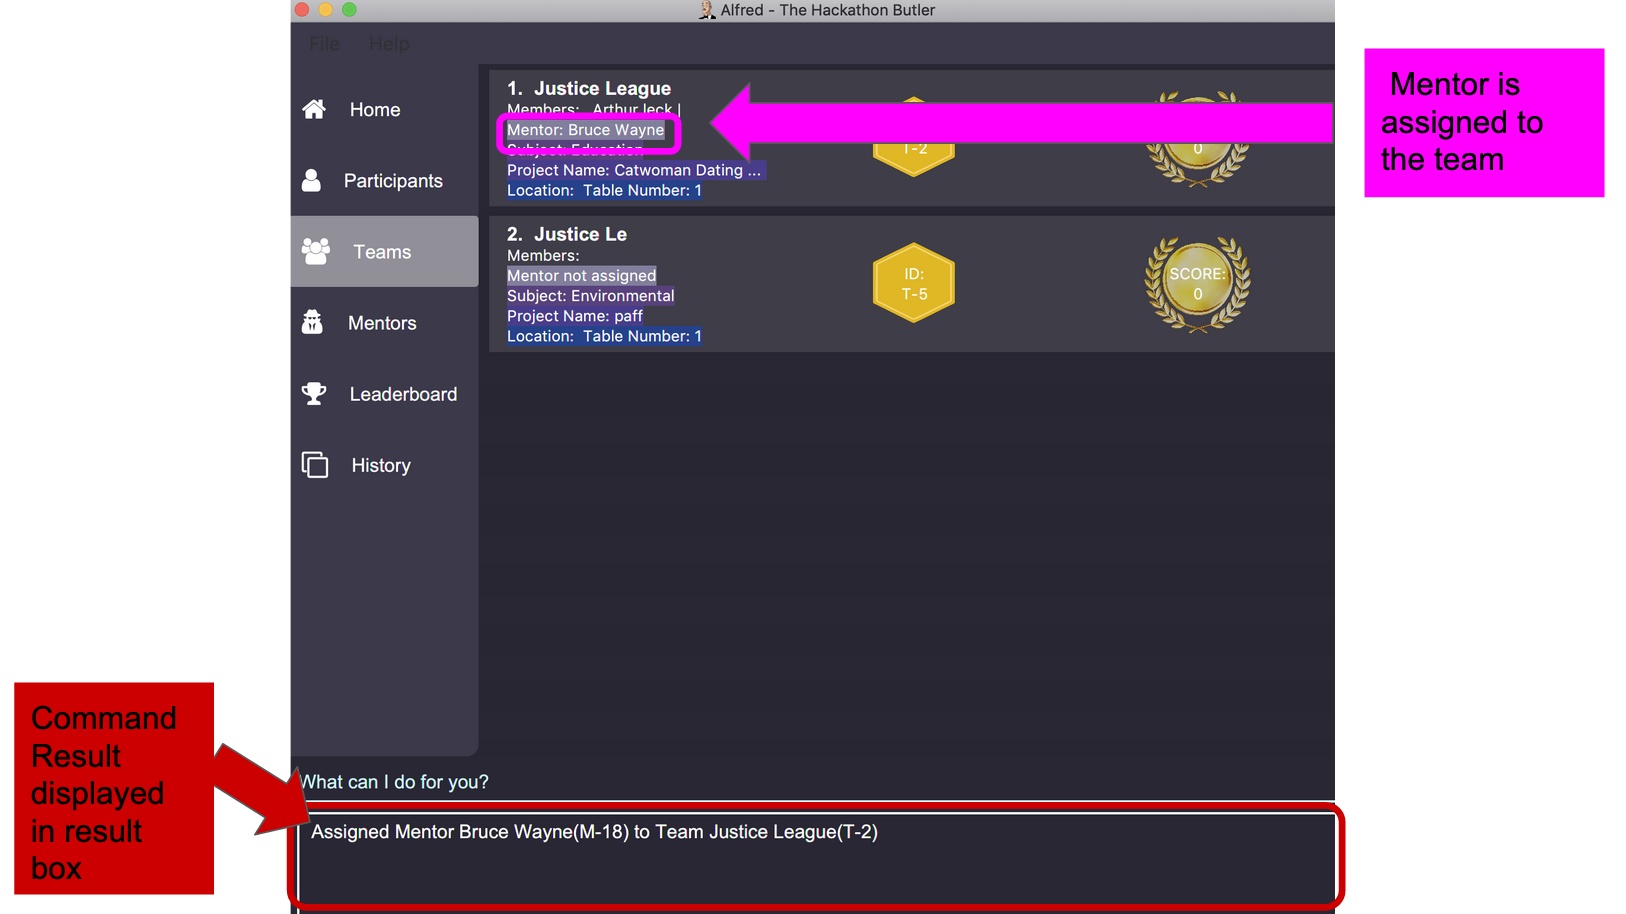 Alfred - The Hackathon Butler
File Help
Home
Participants
Teams
Mentors
Leaderboard
History
1. Justice League
Members: Arthur Jeck |
Mentor: Bruce Wayne
Subject: Education
Project Name: Catwoman Dating ...
Location: Table Number: 1
T-2
0
2. Justice Le
Members:
Mentor not assigned
Subject: Environmental
Project Name: paff
Location: Table Number: 1
ID:
T-5
SCORE:
0
Mentor is
assigned to
the team
Command
Result
displayed
in result
box
What can I do for you?
Assigned Mentor Bruce Wayne(M-18) to Team Justice League(T-2)